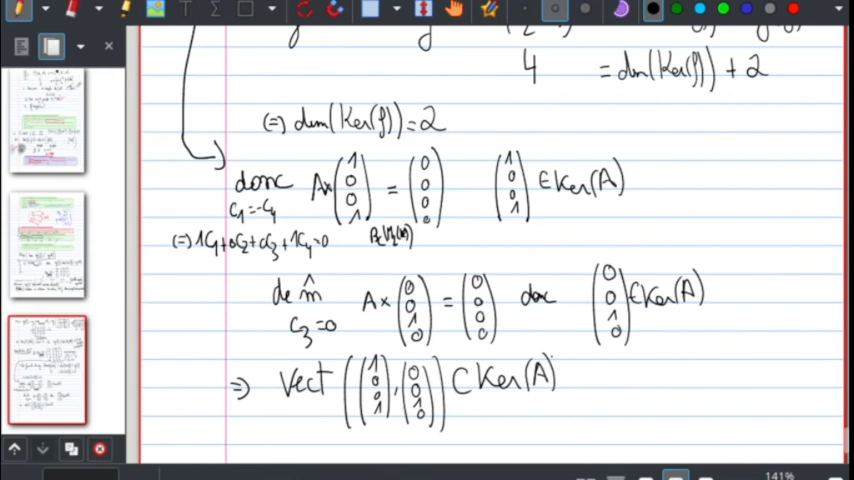 4 = dim(Ker(f)) + 2
(=) dim(Ker(f)) = 2
donc A× (1 0 0 1) = (0 0 0 0) (1 0 0 1) ∈ Ker(A)
C1 = -C4
(=) 1C1 + 0C2 + 0C3 + 1C4 = 0
de m̂ A × (0 0 1 0) = (0 0 0 0) donc (0 0 1 0) ∈ Ker(A)
C3 = 0
=> Vect ((1 0 0 1), (0 0 1 0)) ⊂ Ker(A)
141%